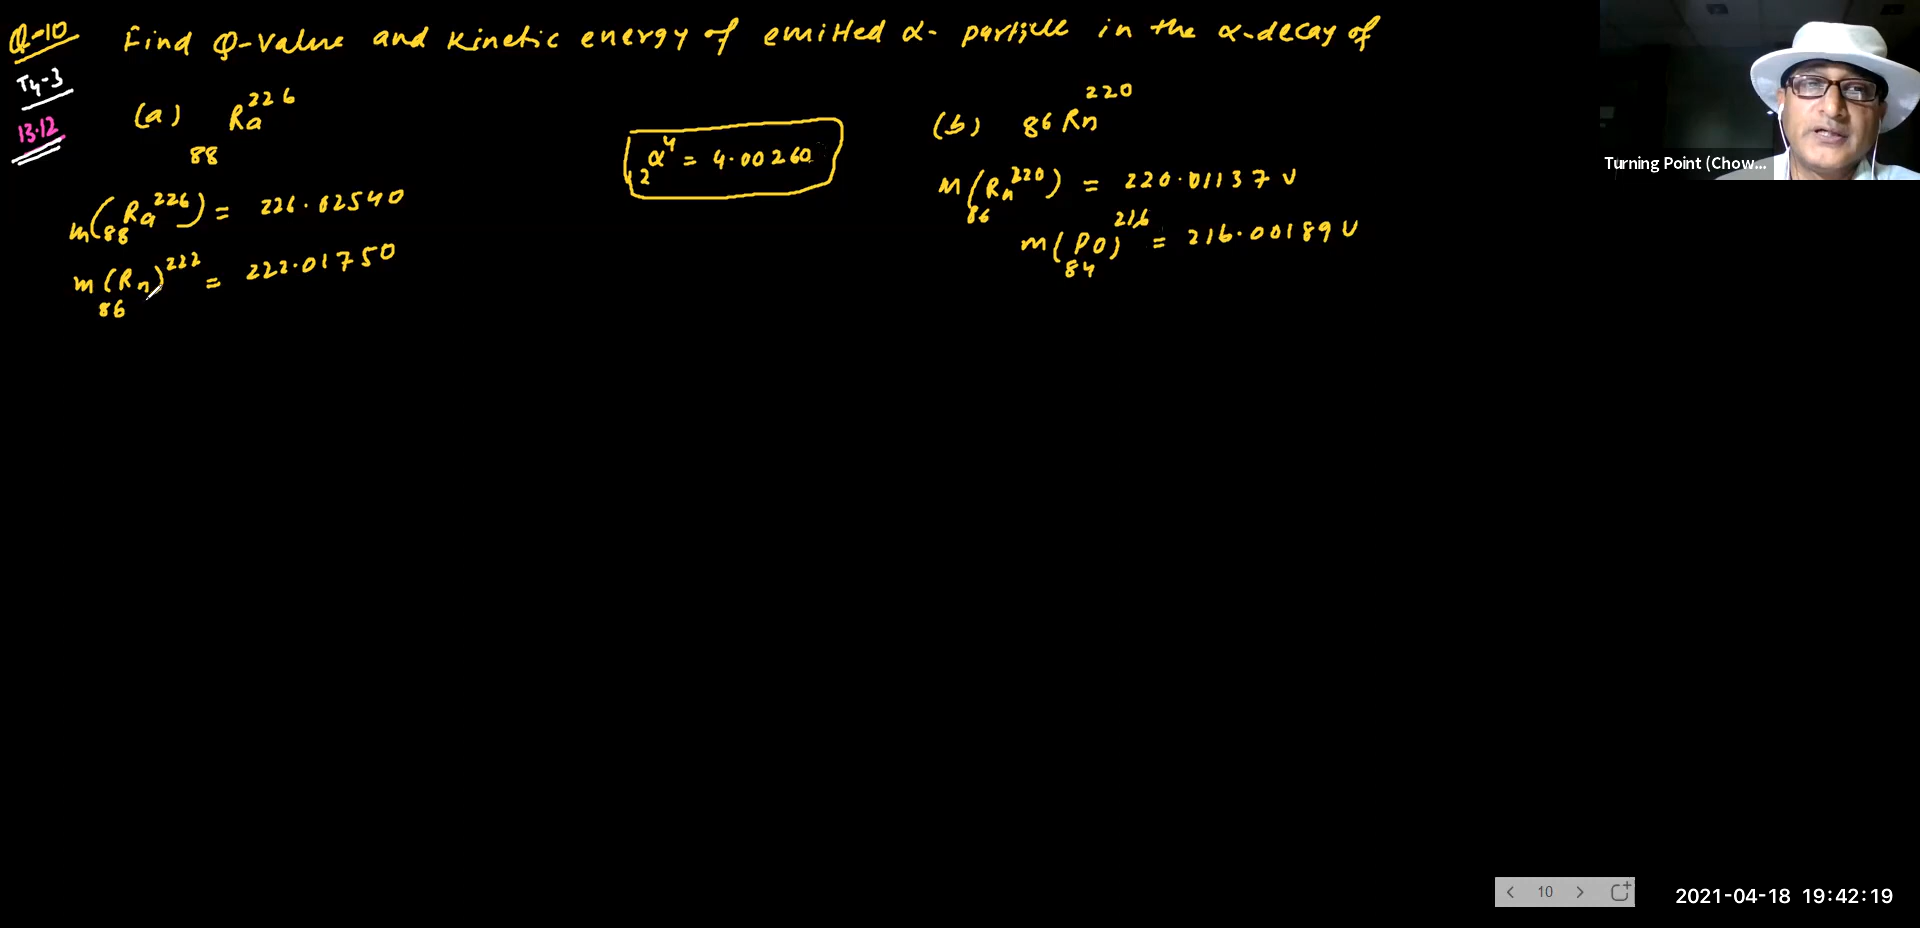 Q-10 Find Q-value and Kinetic energy of emitted α- particle in the α-decay of
Ty-3
13.12
(a) ₈₈Ra²²⁶
m(₈₈Ra²²⁶) = 226.02540
m(₈₆Rn)²²² = 222.01750
₂α⁴ = 4.00260
(b) ₈₆Rn²²⁰
m(₈₆Rn²²⁰) = 220.01137 U
m(₈₄Po)²¹⁶ = 216.00189 U
Turning Point (Chow...
10
2021-04-18 19:42:19